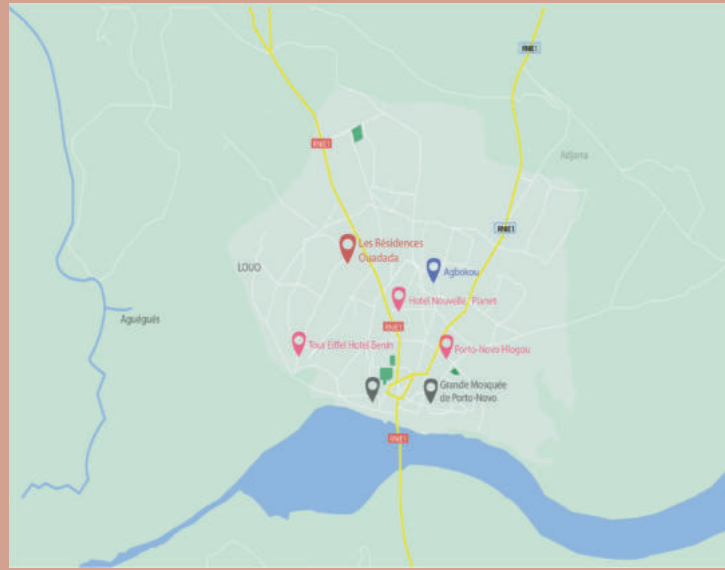 RNIE1
RNIE1
Adjarra
RNIE1
Les Résidences
Ouadada
LOUO
Agbokou
Hotel Nouvelle, Planet
Aguégués
RNIE1
Tour Eiffel Hotel Benin
Porto-Novo Hlogou
Grande Mosquée
de Porto-Novo
RNIE1